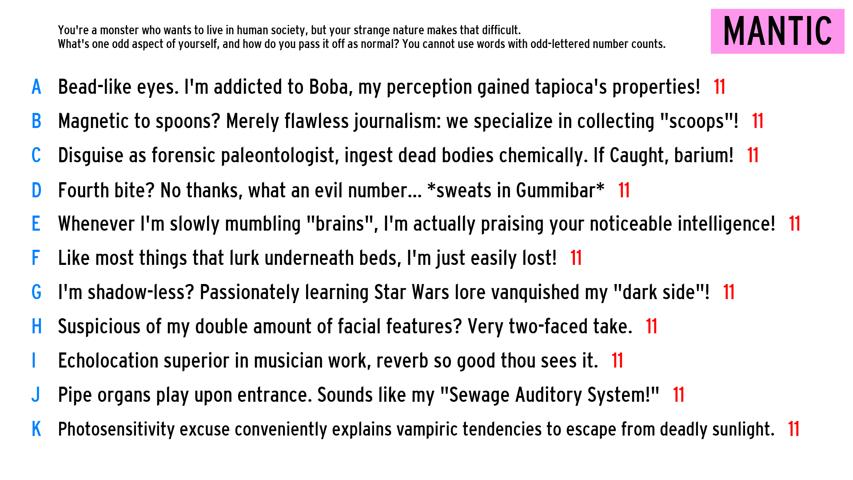 You're a monster who wants to live in human society, but your strange nature makes that difficult.
What's one odd aspect of yourself, and how do you pass it off as normal? You cannot use words with odd-lettered number counts.
MANTIC
A Bead-like eyes. I'm addicted to Boba, my perception gained tapioca's properties! 11
B Magnetic to spoons? Merely flawless journalism: we specialize in collecting "scoops"! 11
C Disguise as forensic paleontologist, ingest dead bodies chemically. If Caught, barium! 11
D Fourth bite? No thanks, what an evil number... *sweats in Gummibar* 11
E Whenever I'm slowly mumbling "brains", I'm actually praising your noticeable intelligence! 11
F Like most things that lurk underneath beds, I'm just easily lost! 11
G I'm shadow-less? Passionately learning Star Wars lore vanquished my "dark side"! 11
H Suspicious of my double amount of facial features? Very two-faced take. 11
I Echolocation superior in musician work, reverb so good thou sees it. 11
J Pipe organs play upon entrance. Sounds like my "Sewage Auditory System!" 11
K Photosensitivity excuse conveniently explains vampiric tendencies to escape from deadly sunlight. 11